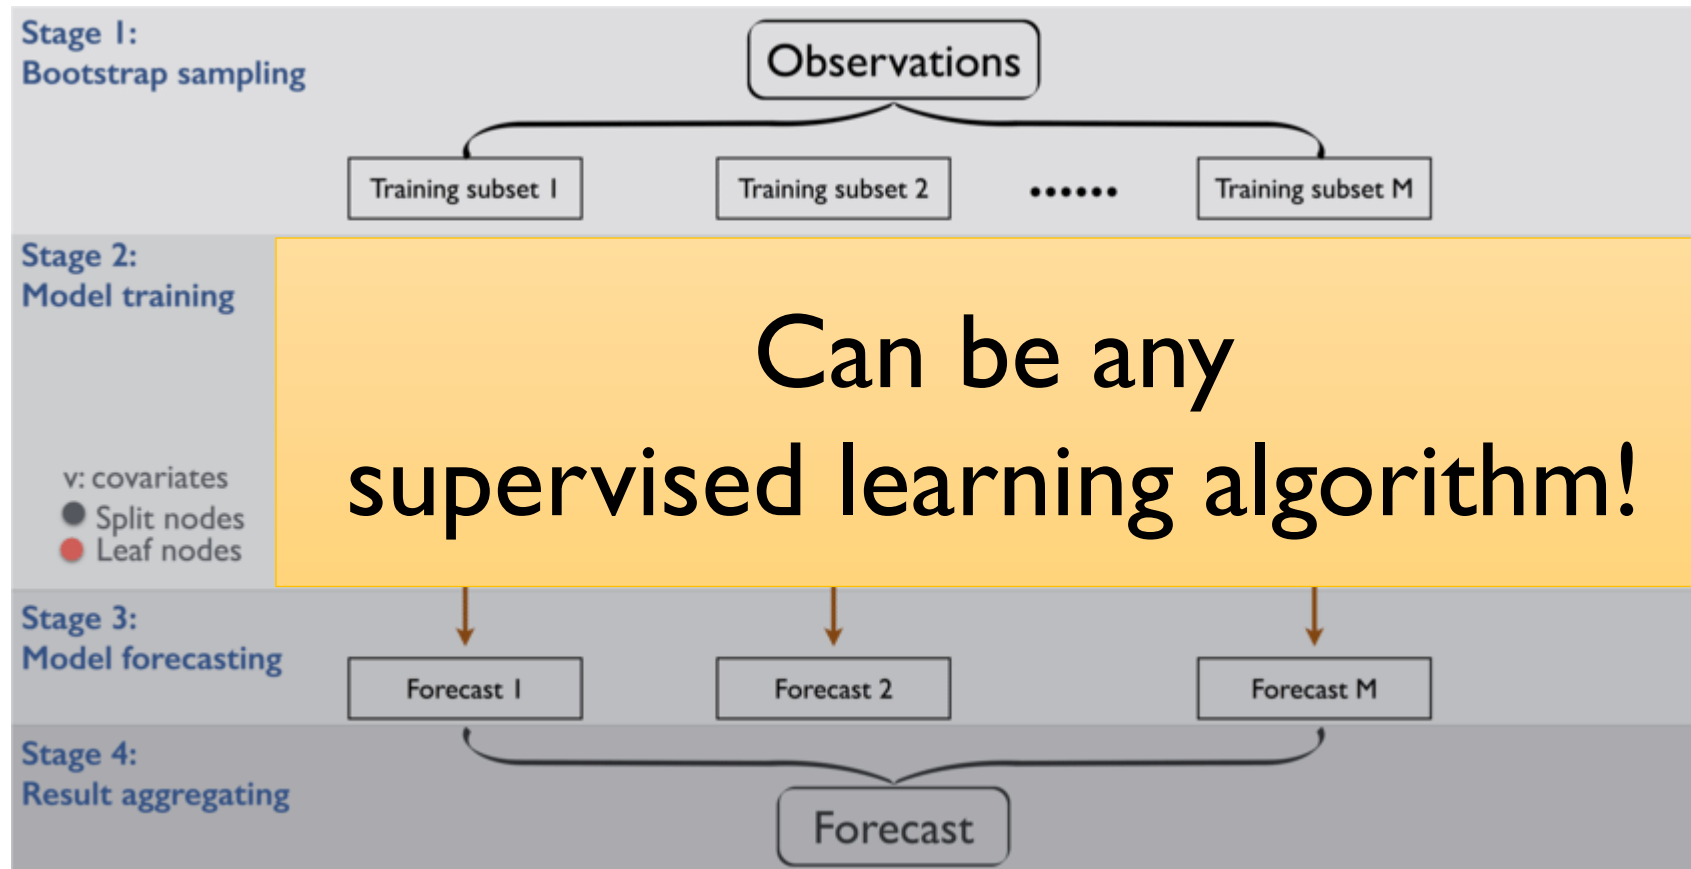 Stage 1:
Bootstrap sampling
Observations
Training subset 1
Training subset 2
......
Training subset M
Stage 2:
Model training
Can be any
supervised learning algorithm!
v: covariates
Split nodes
Leaf nodes
Stage 3:
Model forecasting
Forecast 1
Forecast 2
Forecast M
Stage 4:
Result aggregating
Forecast